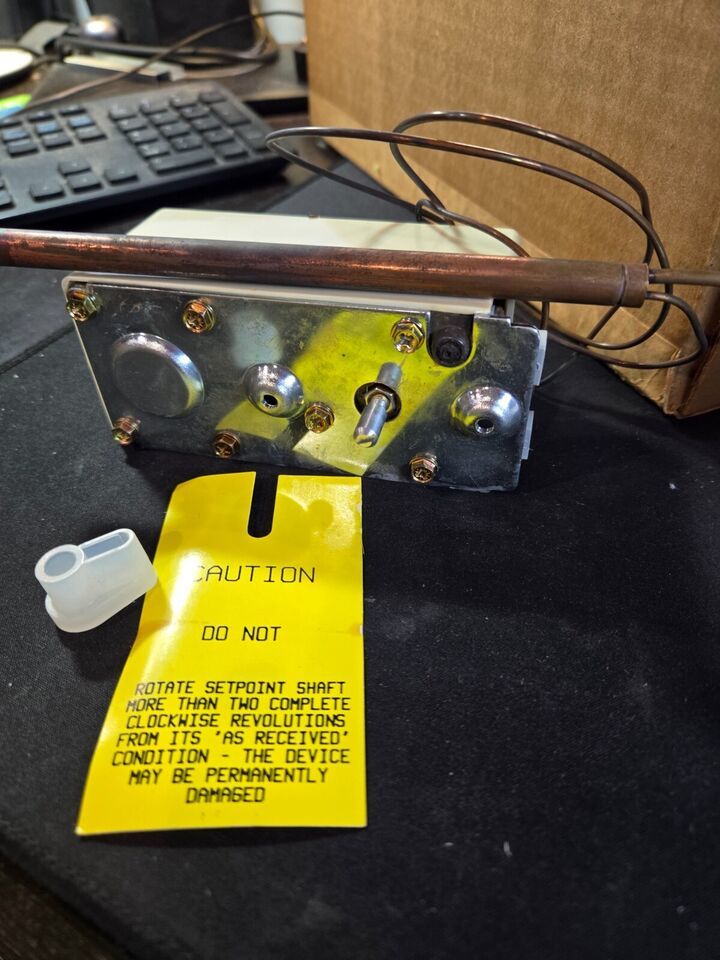 CAUTION
DO NOT
ROTATE SETPOINT SHAFT
MORE THAN TWO COMPLETE
CLOCKWISE REVOLUTIONS
FROM ITS 'AS RECEIVED'
CONDITION - THE DEVICE
MAY BE PERMANENTLY
DAMAGED